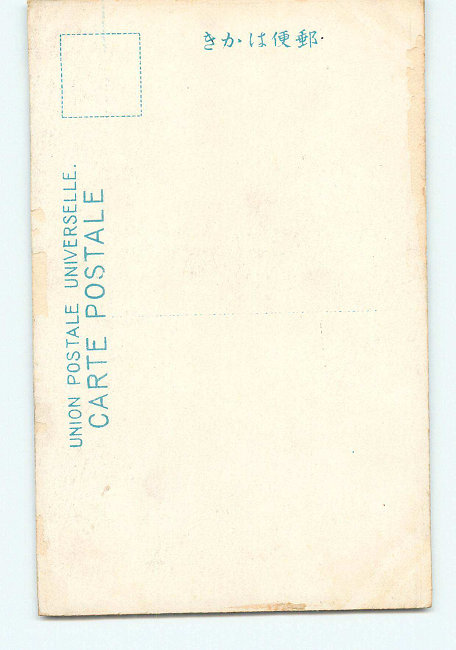 郵便はかき
UNION POSTALE UNIVERSELLE.
CARTE POSTALE